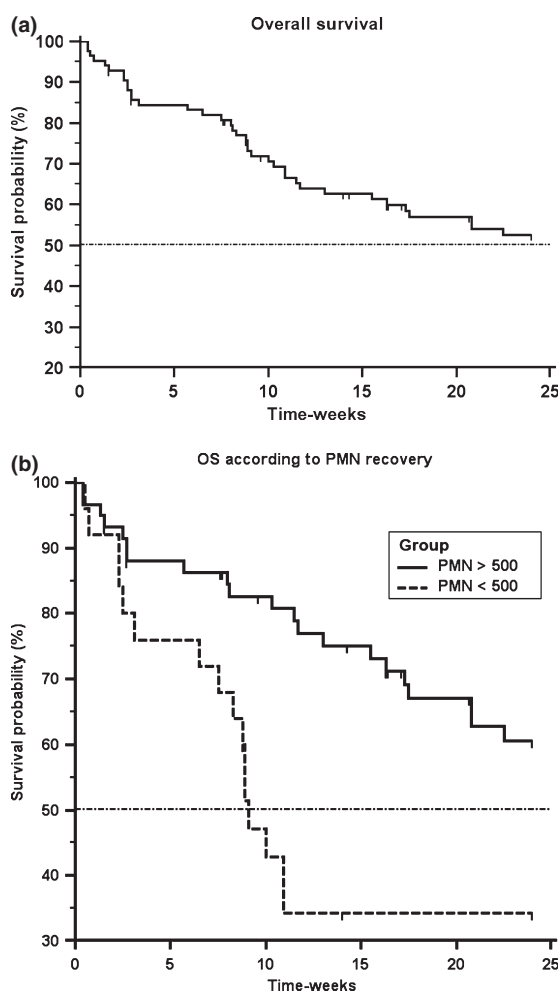 (a)
Overall survival
Survival probability (%)
100
90
80
70
60
50
40
30
20
0 5 10 15 20 25
Time-weeks
(b)
OS according to PMN recovery
Survival probability (%)
100
90
80
70
60
50
40
30
Group
PMN > 500
PMN < 500
0 5 10 15 20 25
Time-weeks